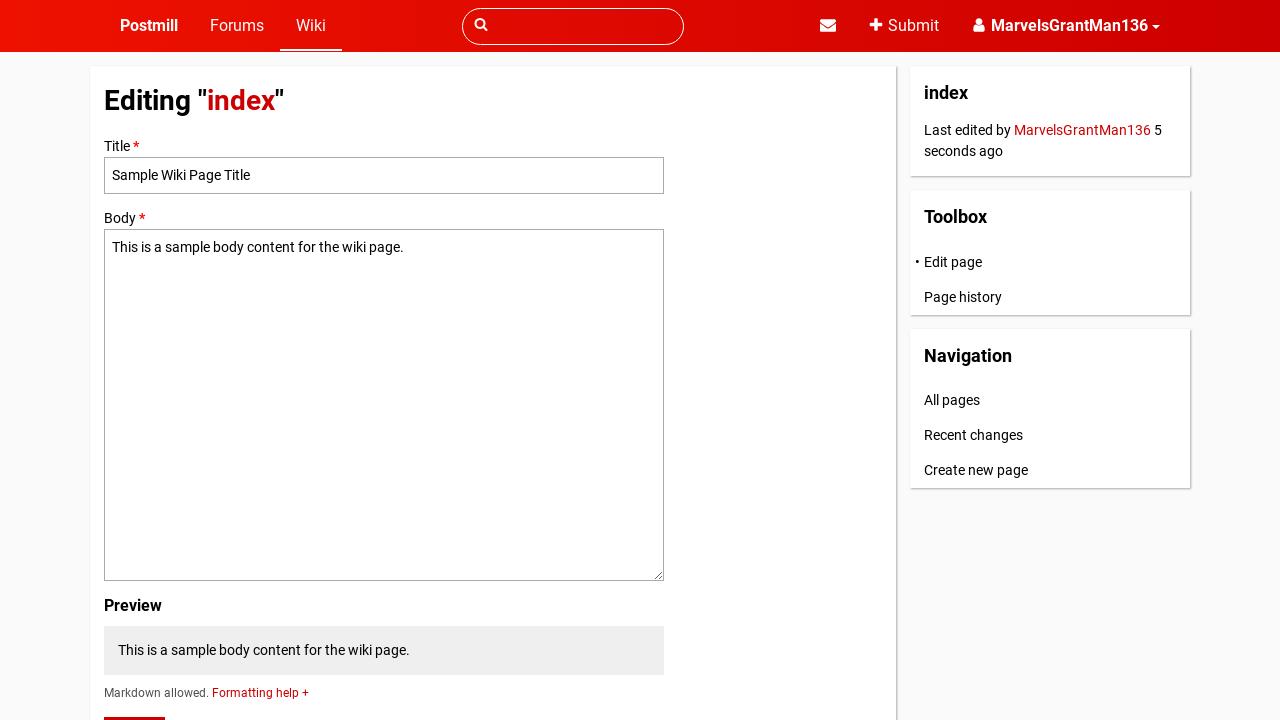 Postmill Forums Wiki Submit MarvelsGrantMan136
Editing "index"
Title *
Sample Wiki Page Title
Body *
This is a sample body content for the wiki page.
Preview
This is a sample body content for the wiki page.
Markdown allowed. Formatting help +
index
Last edited by MarvelsGrantMan136 5
seconds ago
Toolbox
• Edit page
Page history
Navigation
All pages
Recent changes
Create new page